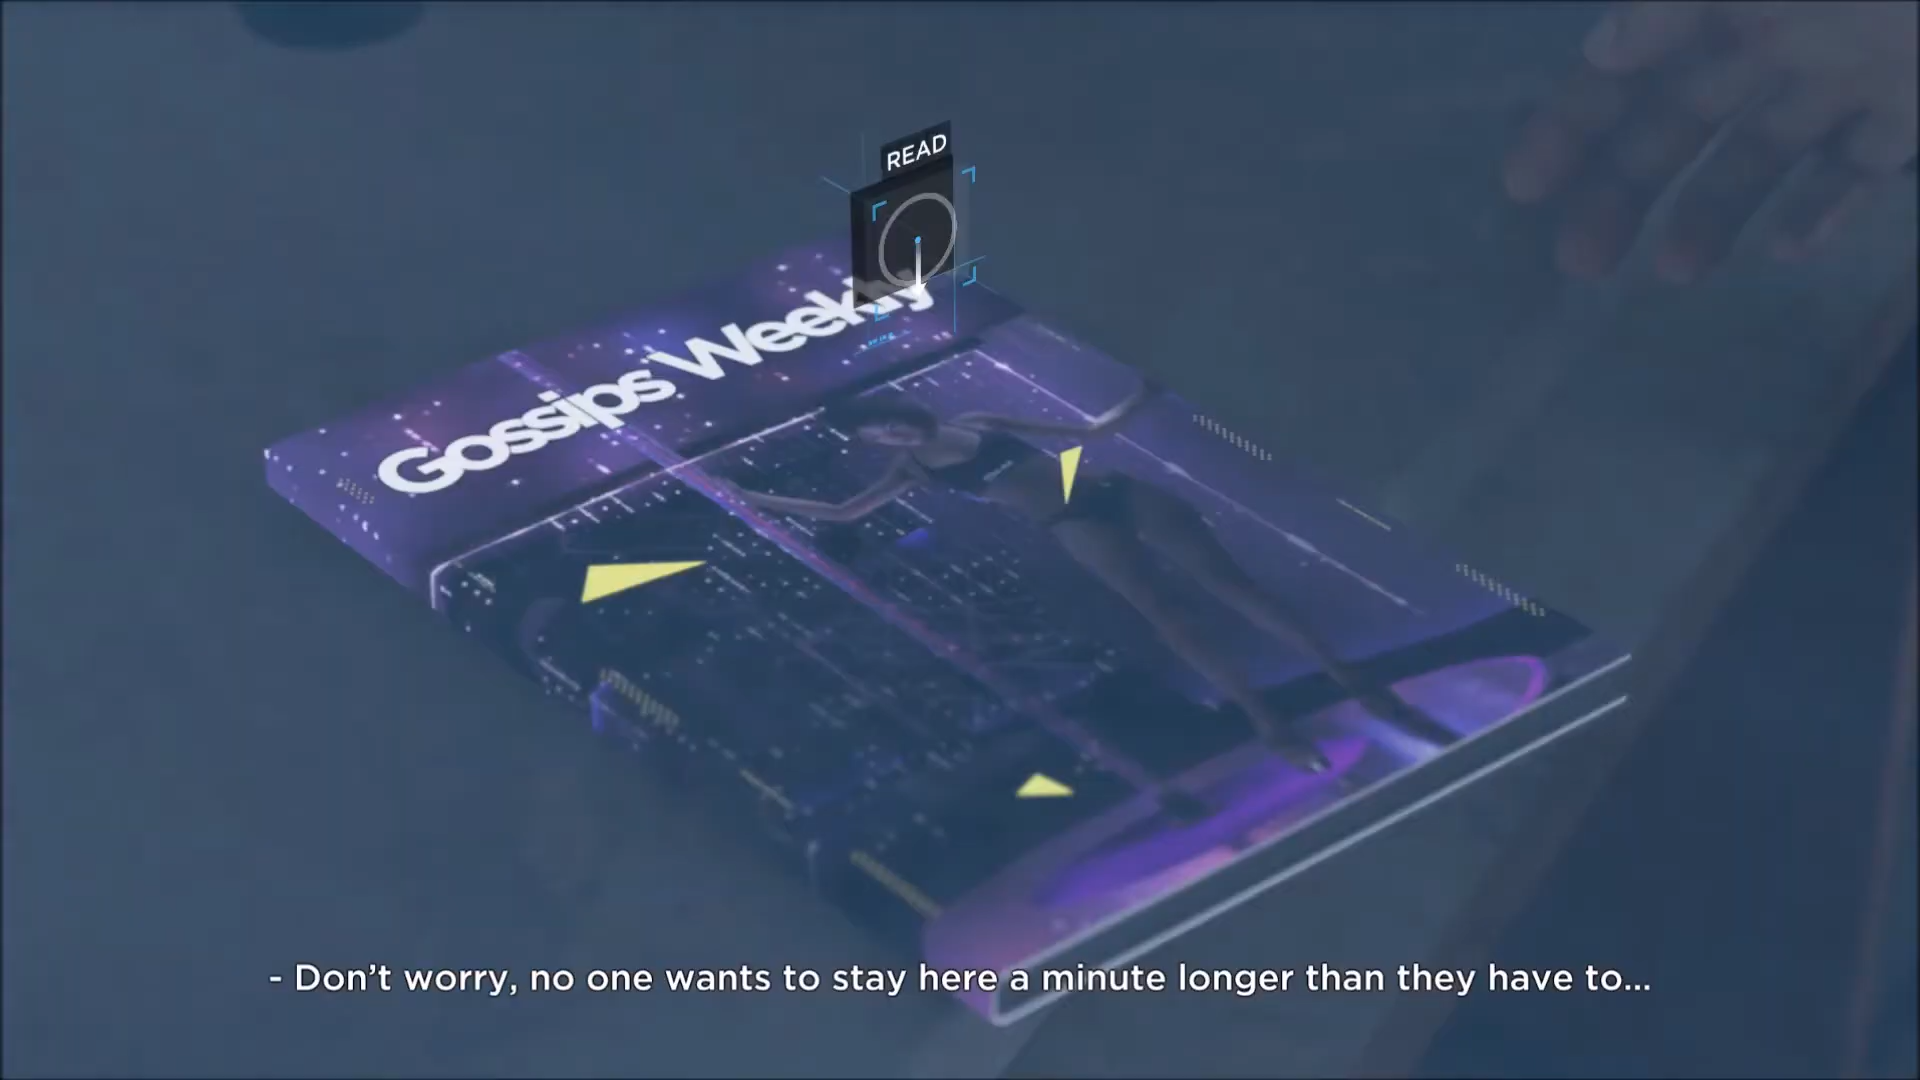 READ
Gossips Weekly
- Don't worry, no one wants to stay here a minute longer than they have to...